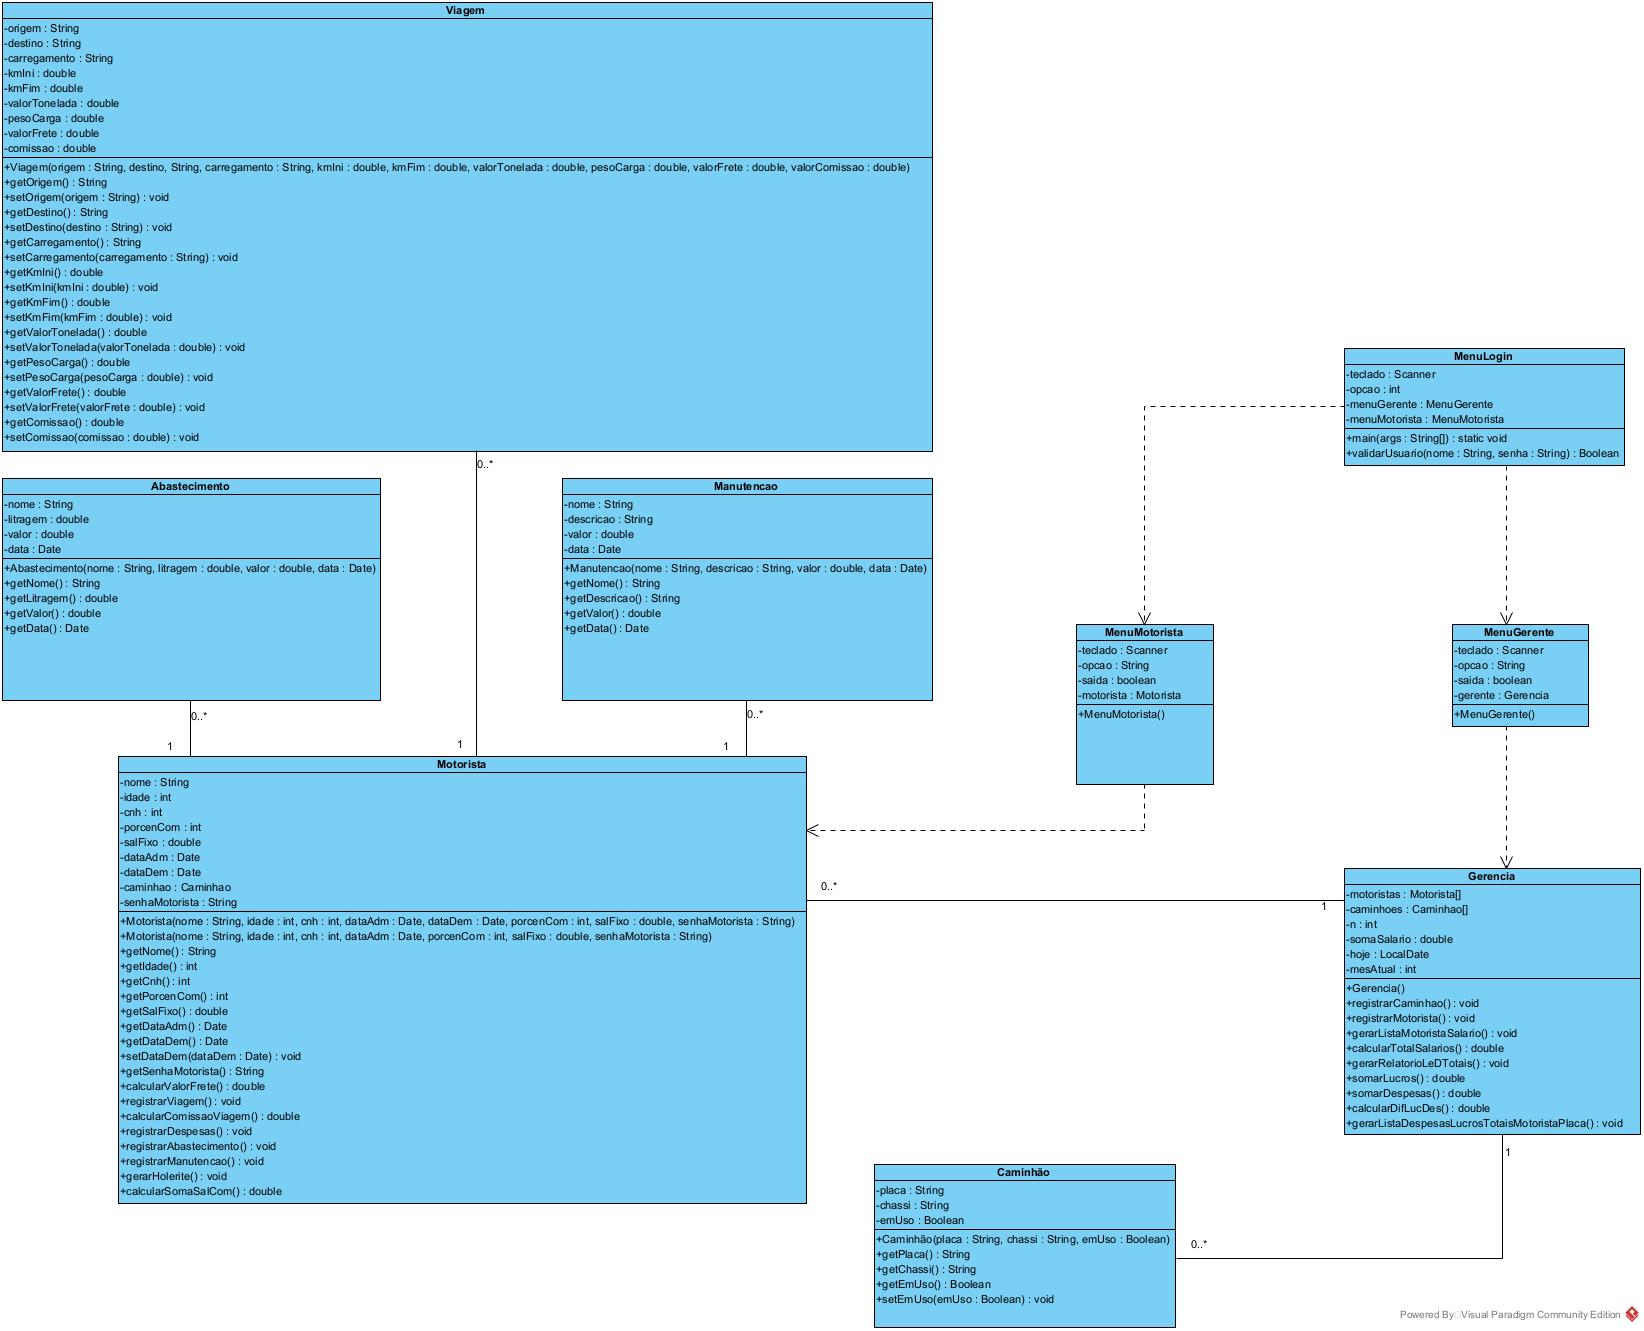 Viagem
-origem : String
-destino : String
-carregamento : String
-kmIni : double
-kmFim : double
-valorTonelada : double
-pesoCarga : double
-valorFrete : double
-comissao : double
+Viagem(origem : String, destino, String, carregamento : String, kmIni : double, kmFim : double, valorTonelada : double, pesoCarga : double, valorFrete : double, valorComissao : double)
+getOrigem() : String
+setOrigem(origem : String) : void
+getDestino() : String
+setDestino(destino : String) : void
+getCarregamento() : String
+setCarregamento(carregamento : String) : void
+getKmIni() : double
+setKmIni(kmIni : double) : void
+getKmFim() : double
+setKmFim(kmFim : double) : void
+getValorTonelada() : double
+setValorTonelada(valorTonelada : double) : void
+getPesoCarga() : double
+setPesoCarga(pesoCarga : double) : void
+getValorFrete() : double
+setValorFrete(valorFrete : double) : void
+getComissao() : double
+setComissao(comissao : double) : void
0..*
MenuLogin
-teclado : Scanner
-opcao : int
-menuGerente : MenuGerente
-menuMotorista : MenuMotorista
+main(args : String[]) : static void
+validarUsuario(nome : String, senha : String) : Boolean
Abastecimento
-nome : String
-litragem : double
-valor : double
-data : Date
+Abastecimento(nome : String, litragem : double, valor : double, data : Date)
+getNome() : String
+getLitragem() : double
+getValor() : double
+getData() : Date
0..*
1
1
Manutencao
-nome : String
-descricao : String
-valor : double
-data : Date
+Manutencao(nome : String, descricao : String, valor : double, data : Date)
+getNome() : String
+getDescricao() : String
+getValor() : double
+getData() : Date
0..*
1
MenuMotorista
-teclado : Scanner
-opcao : String
-saida : boolean
-motorista : Motorista
+MenuMotorista()
MenuGerente
-teclado : Scanner
-opcao : String
-saida : boolean
-gerente : Gerencia
+MenuGerente()
Motorista
-nome : String
-idade : int
-cnh : int
-porcenCom : int
-salFixo : double
-dataAdm : Date
-dataDem : Date
-caminhao : Caminhao
-senhaMotorista : String
+Motorista(nome : String, idade : int, cnh : int, dataAdm : Date, dataDem : Date, porcenCom : int, salFixo : double, senhaMotorista : String)
+Motorista(nome : String, idade : int, cnh : int, dataAdm : Date, porcenCom : int, salFixo : double, senhaMotorista : String)
+getNome() : String
+getIdade() : int
+getCnh() : int
+getPorcenCom() : int
+getSalFixo() : double
+getDataAdm() : Date
+getDataDem() : Date
+setDataDem(dataDem : Date) : void
+getSenhaMotorista() : String
+calcularValorFrete() : double
+registrarViagem() : void
+calcularComissaoViagem() : double
+registrarDespesas() : void
+registrarAbastecimento() : void
+registrarManutencao() : void
+gerarHolerite() : void
+calcularSomaSalCom() : double
0..*
1
Gerencia
-motoristas : Motorista[]
-caminhoes : Caminhao[]
-n : int
-somaSalario : double
-hoje : LocalDate
-mesAtual : int
+Gerencia()
+registrarCaminhao() : void
+registrarMotorista() : void
+gerarListaMotoristaSalario() : void
+calcularTotalSalarios() : double
+gerarRelatorioLeDTotais() : void
+somarLucros() : double
+somarDespesas() : double
+calcularDifLucDes() : double
+gerarListaDespesasLucrosTotaisMotoristaPlaca() : void
1
0..*
Caminhão
-placa : String
-chassi : String
-emUso : Boolean
+Caminhão(placa : String, chassi : String, emUso : Boolean)
+getPlaca() : String
+getChassi() : String
+getEmUso() : Boolean
+setEmUso(emUso : Boolean) : void
Powered By Visual Paradigm Community Edition